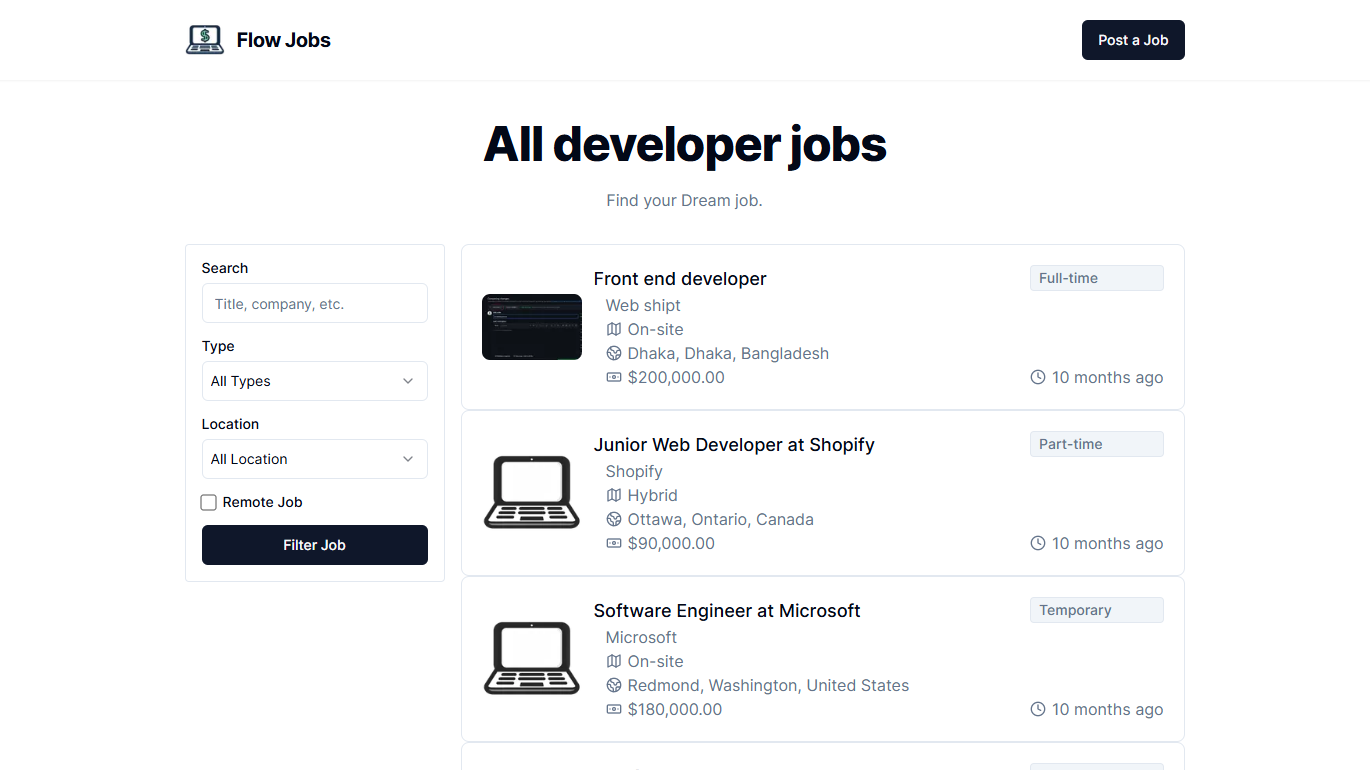 Flow Jobs
Post a Job
All developer jobs
Find your Dream job.
Search
Title, company, etc.
Type
All Types
Location
All Location
Remote Job
Filter Job
Front end developer
Full-time
Web shipt
On-site
Dhaka, Dhaka, Bangladesh
$200,000.00
10 months ago
Junior Web Developer at Shopify
Part-time
Shopify
Hybrid
Ottawa, Ontario, Canada
$90,000.00
10 months ago
Software Engineer at Microsoft
Temporary
Microsoft
On-site
Redmond, Washington, United States
$180,000.00
10 months ago